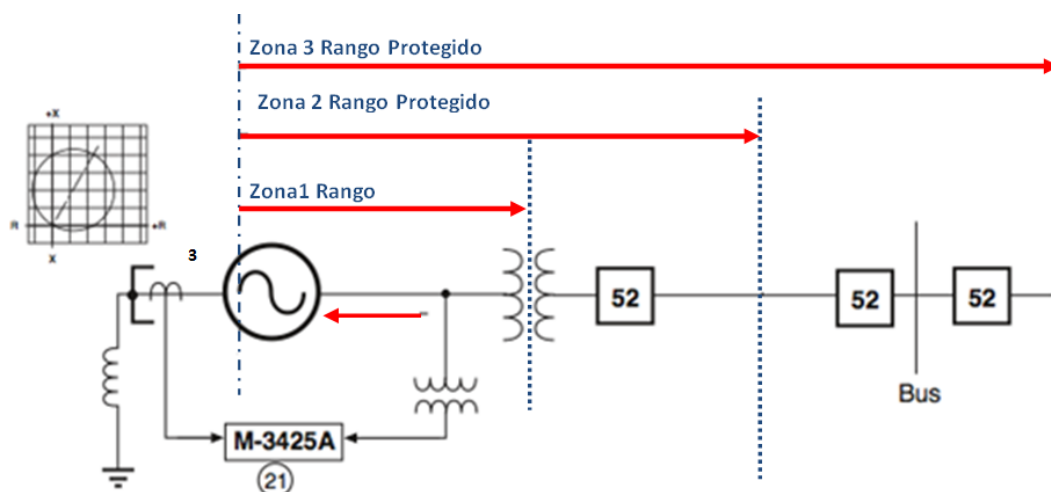 Zona 3 Rango Protegido
Zona 2 Rango Protegido
+X
Zona1 Rango
R
+R
X
3
52
52
52
Bus
M-3425A
21